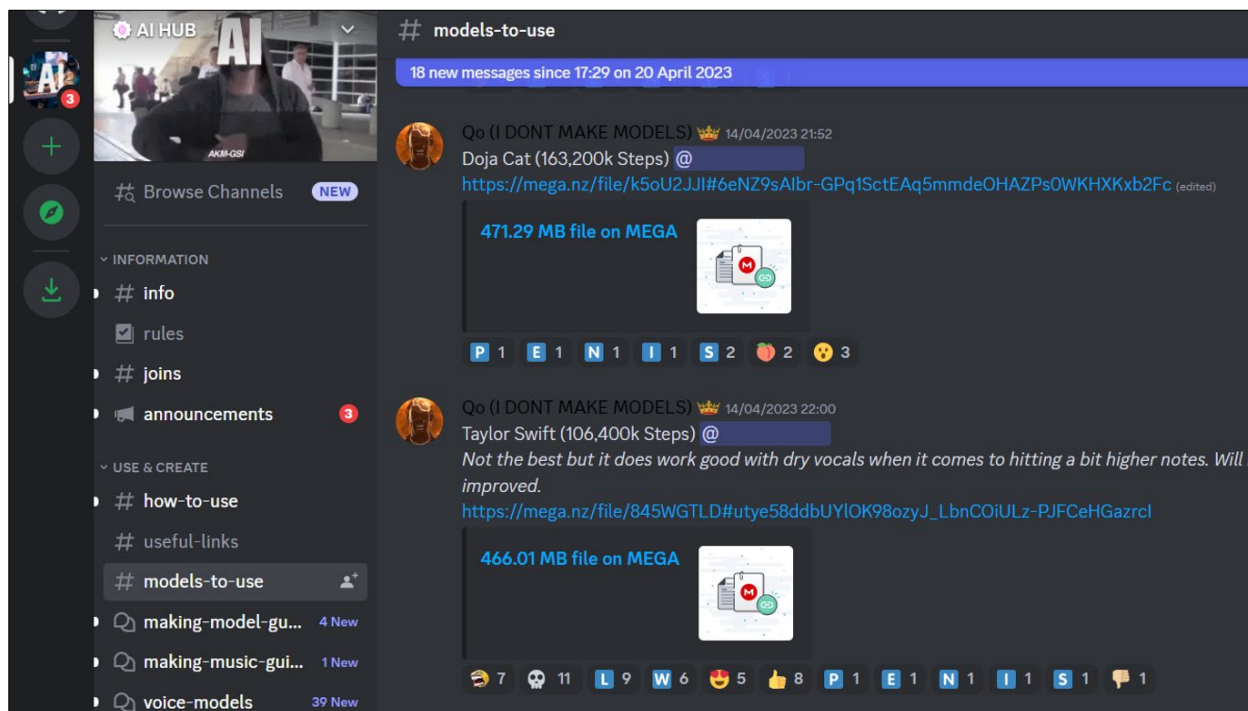 AI HUB
AI
AKM-GSI
AI
3
Browse Channels NEW
INFORMATION
info
rules
joins
announcements 3
USE & CREATE
how-to-use
useful-links
models-to-use
making-model-gu... 4 New
making-music-gui... 1 New
voice-models 39 New
models-to-use
18 new messages since 17:29 on 20 April 2023
Qo (I DONT MAKE MODELS) 14/04/2023 21:52
Doja Cat (163,200k Steps) @
https://mega.nz/file/k5oU2JJI#6eNZ9sAIbr-GPq1SctEAq5mmdeOHAZPs0WKHXKxb2Fc (edited)
471.29 MB file on MEGA
P 1 E 1 N 1 I 1 S 2 2 3
Qo (I DONT MAKE MODELS) 14/04/2023 22:00
Taylor Swift (106,400k Steps) @
Not the best but it does work good with dry vocals when it comes to hitting a bit higher notes. Will
improved.
https://mega.nz/file/845WGTLD#utye58ddbUYlOK98ozyJ_LbnCOiULz-PJFCeHGazrcI
466.01 MB file on MEGA
7 11 L 9 W 6 5 8 P 1 E 1 N 1 I 1 S 1 1